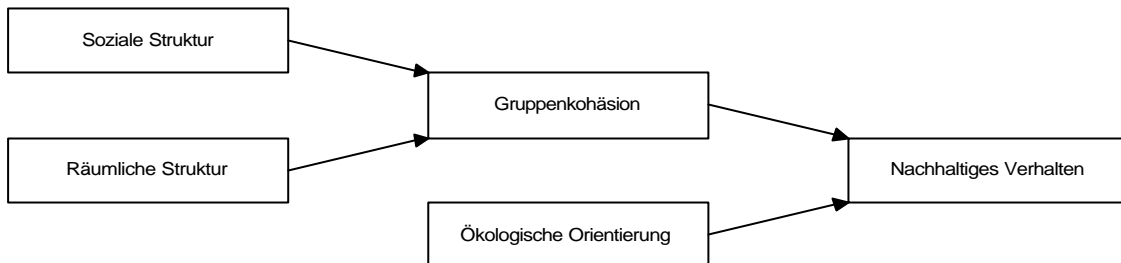 Soziale Struktur
Gruppenkohäsion
Räumliche Struktur
Nachhaltiges Verhalten
Ökologische Orientierung